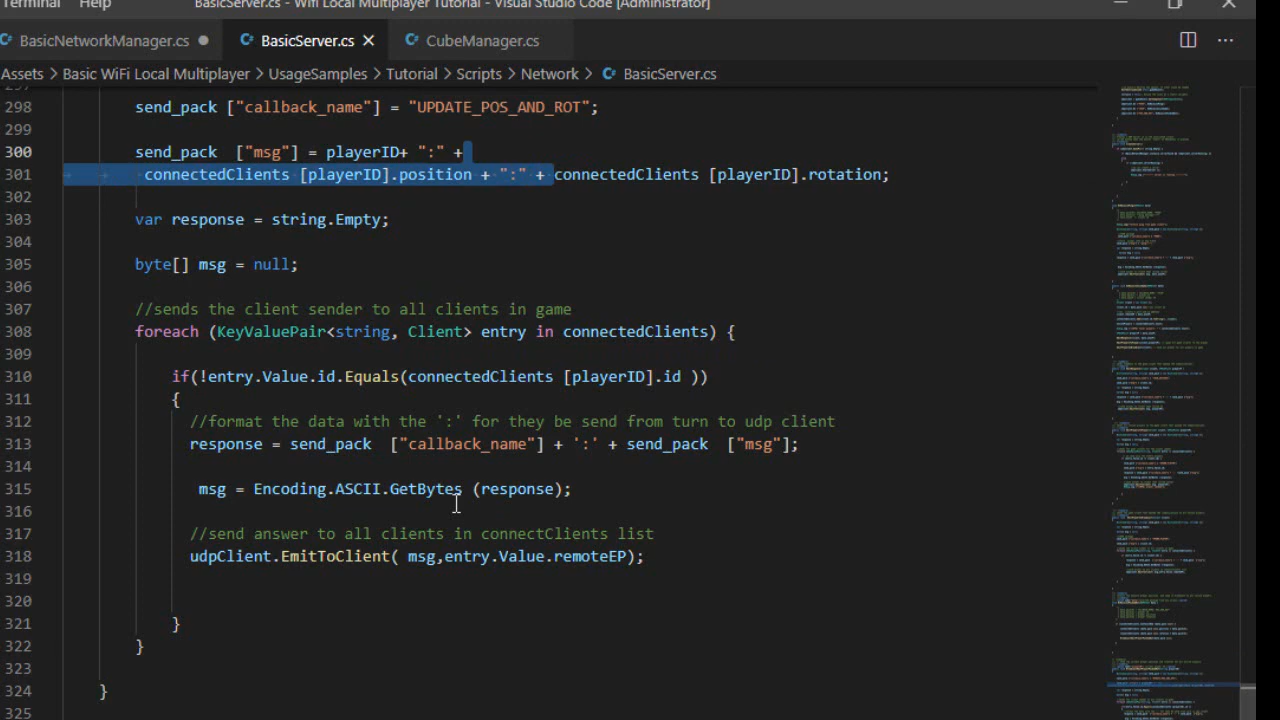 Terminal Help BasicServer.cs - Wifi Local Multiplayer Tutorial - Visual Studio Code [Administrator]
BasicNetworkManager.cs BasicServer.cs CubeManager.cs
Assets > Basic WiFi Local Multiplayer > UsageSamples > Tutorial > Scripts > Network > BasicServer.cs
297
298 send_pack ["callback_name"] = "UPDATE_POS_AND_ROT";
299
300 send_pack ["msg"] = playerID+ ":" +
301 connectedClients [playerID].position + ":" + connectedClients [playerID].rotation;
302
303 var response = string.Empty;
304
305 byte[] msg = null;
306
307 //sends the client sender to all clients in game
308 foreach (KeyValuePair<string, Client> entry in connectedClients) {
309
310 if(!entry.Value.id.Equals(connectedClients [playerID].id ))
311 {
312 //format the data with the ':' for they be send from turn to udp client
313 response = send_pack ["callback_name"] + ':' + send_pack ["msg"];
314
315 msg = Encoding.ASCII.GetBytes (response);
316
317 //send answer to all clients in connectClients list
318 udpClient.EmitToClient( msg,entry.Value.remoteEP);
319
320
321 }
322 }
323
324 }
325